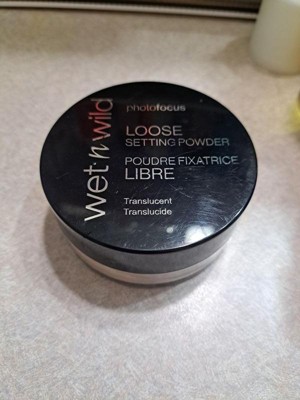 wet n wild
photofocus
LOOSE
SETTING POWDER
POUDRE FIXATRICE
LIBRE
Translucent
Translucide